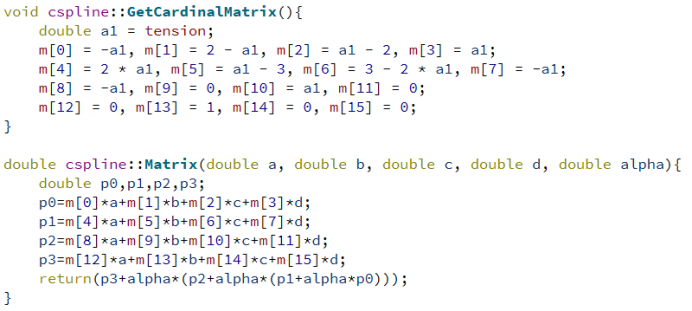 void cspline::GetCardinalMatrix(){
    double a1 = tension;
    m[0] = -a1, m[1] = 2 - a1, m[2] = a1 - 2, m[3] = a1;
    m[4] = 2 * a1, m[5] = a1 - 3, m[6] = 3 - 2 * a1, m[7] = -a1;
    m[8] = -a1, m[9] = 0, m[10] = a1, m[11] = 0;
    m[12] = 0, m[13] = 1, m[14] = 0, m[15] = 0;
}

double cspline::Matrix(double a, double b, double c, double d, double alpha){
    double p0,p1,p2,p3;
    p0=m[0]*a+m[1]*b+m[2]*c+m[3]*d;
    p1=m[4]*a+m[5]*b+m[6]*c+m[7]*d;
    p2=m[8]*a+m[9]*b+m[10]*c+m[11]*d;
    p3=m[12]*a+m[13]*b+m[14]*c+m[15]*d;
    return(p3+alpha*(p2+alpha*(p1+alpha*p0)));
}